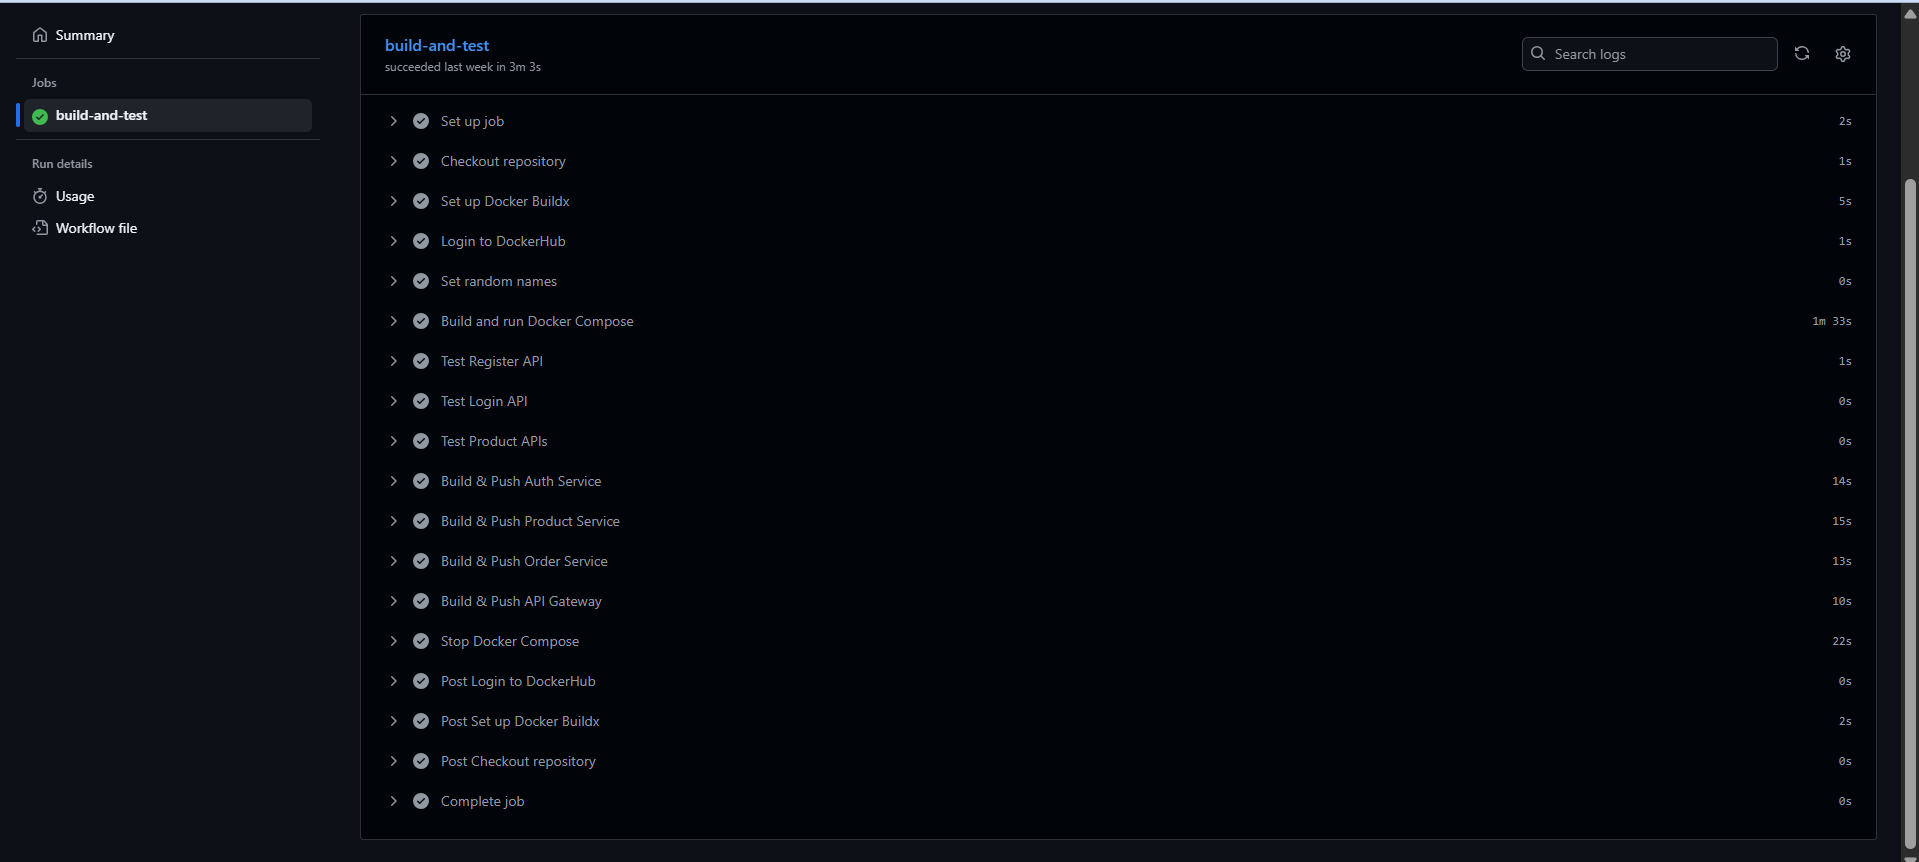 Summary
Jobs
build-and-test
Run details
Usage
Workflow file
build-and-test
succeeded last week in 3m 3s
Search logs
Set up job 2s
Checkout repository 1s
Set up Docker Buildx 5s
Login to DockerHub 1s
Set random names 0s
Build and run Docker Compose 1m 33s
Test Register API 1s
Test Login API 0s
Test Product APIs 0s
Build & Push Auth Service 14s
Build & Push Product Service 15s
Build & Push Order Service 13s
Build & Push API Gateway 10s
Stop Docker Compose 22s
Post Login to DockerHub 0s
Post Set up Docker Buildx 2s
Post Checkout repository 0s
Complete job 0s